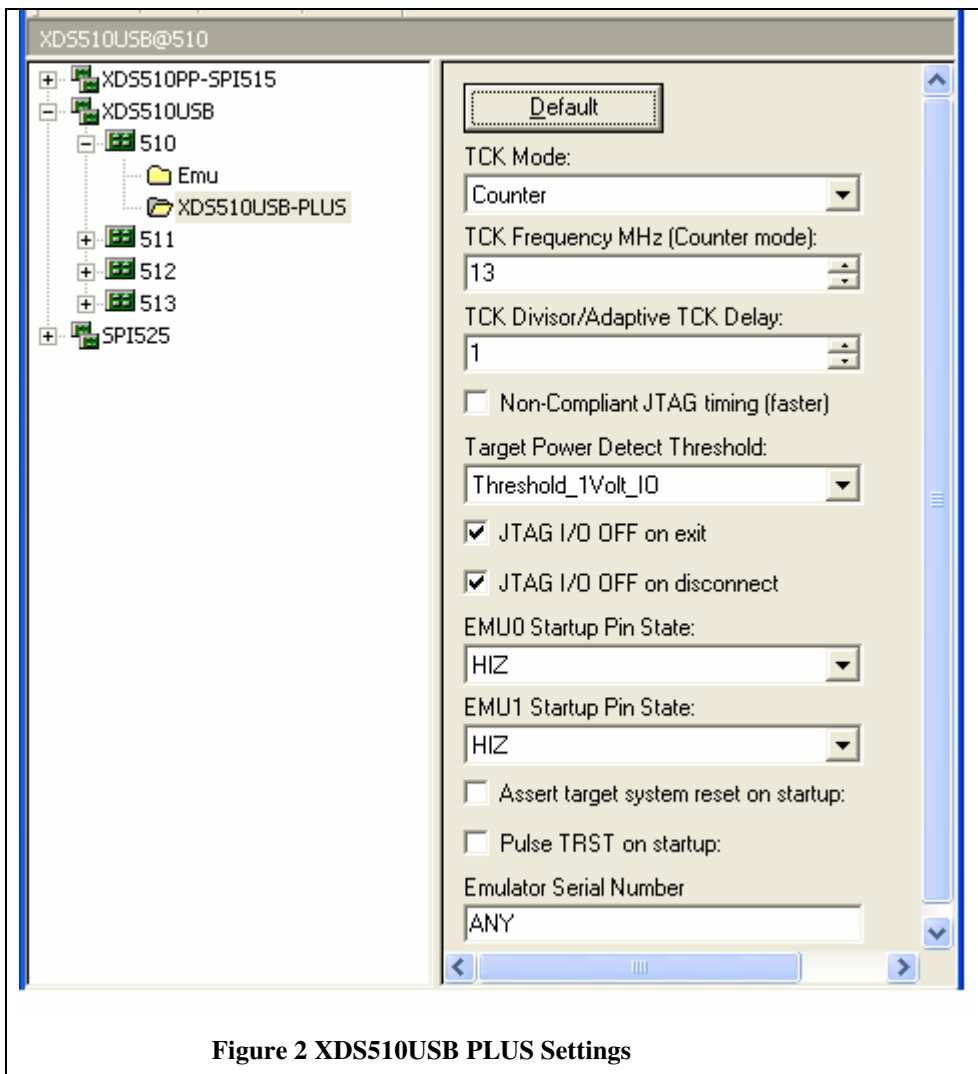 XDS510USB@510
XDS510PP-SPI515
XDS510USB
510
Emu
XDS510USB-PLUS
511
512
513
SPI525
Default
TCK Mode:
Counter
TCK Frequency MHz (Counter mode):
13
TCK Divisor/Adaptive TCK Delay:
1
Non-Compliant JTAG timing (faster)
Target Power Detect Threshold:
Threshold_1Volt_IO
JTAG I/O OFF on exit
JTAG I/O OFF on disconnect
EMU0 Startup Pin State:
HIZ
EMU1 Startup Pin State:
HIZ
Assert target system reset on startup:
Pulse TRST on startup:
Emulator Serial Number
ANY
Figure 2 XDS510USB PLUS Settings